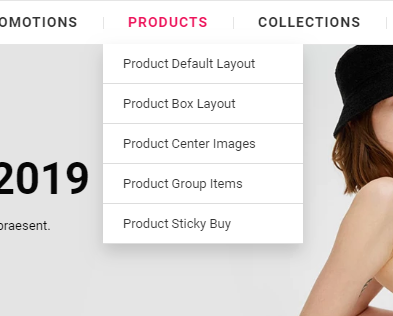 OMOTIONS PRODUCTS COLLECTIONS
Product Default Layout
Product Box Layout
Product Center Images
2019
Product Group Items
praesent.
Product Sticky Buy